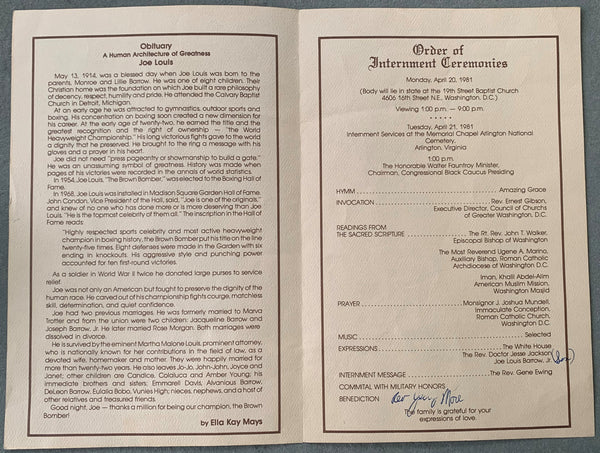 Obituary
A Human Architecture of Greatness
Joe Louis
May 13, 1914, was a blessed day when Joe Louis was born to the
parents, Monroe and Lillie Barrow. He was one of eight children. Their
Christian home was the foundation on which Joe built a rare philosophy
of decency, respect, humility and pride. He attended the Calvary Baptist
Church in Detroit, Michigan.
At an early age he was attracted to gymnastics, outdoor sports and
boxing. His concentration on boxing soon created a new dimension for
his career. At the early age of twenty-two, he earned the title and the
greatest recognition and the right of ownership — "The World
Heavyweight Championship." His long victorious fights gave to the world
a dignity that he preserved. He brought to the ring a message with his
gloves and a prayer in his heart.
Joe did not need "press pageantry or showmanship to build a gate."
He was an unassuming symbol of greatness. History was made when
pages of his victories were recorded in the annals of world statistics.
In 1954, Joe Louis, "The Brown Bomber," was elected to the Boxing Hall of
Fame.
In 1968, Joe Louis was installed in Madison Square Garden Hall of Fame.
John Condon, Vice President of the Hall, said, "Joe is one of the originals,"
and knew of no one who has done more or is more deserving than Joe
Louis. "He is the topmost celebrity of them all." The inscription in the Hall of
Fame reads:
"Highly respected sports celebrity and most active heavyweight
champion in boxing history, the Brown Bomber put his title on the line
twenty-five times. Eight defenses were made in the Garden with six
ending in knockouts. His aggressive style and punching power
accounted for ten first-round victories.
As a soldier in World War II twice he donated large purses to service
relief.
Joe was not only an American but fought to preserve the dignity of the
human race. He carved out of his championship fights courage, matchless
skill, determination, and quiet confidence.
Joe had two previous marriages. He was formerly married to Marva
Trotter and from the union were two children: Jacqueline Barrow and
Joseph Barrow, Jr. He later married Rose Morgan. Both marriages were
dissolved in divorce.
He is survived by the eminent Martha Malone Louis, prominent attorney,
who is nationally known for her contributions in the field of law, as a
devoted wife, homemaker and mother. They were happily married for
more than twenty-two years. He also leaves Jo-Jo, John-John, Joyce and
Janet; other children are Candice, Calduca and Amber Young; his
immediate brothers and sisters: Emmarell Davis, Alvanious Barrow,
DeLeon Barrow, Eulalia Bobo, Vunies High; nieces, nephews, and a host of
other relatives and treasured friends.
Good night, Joe — thanks a million for being our champion, the Brown
Bomber!
by Ella Kay Mays
Order of
Internment Ceremonies
Monday, April 20, 1981
(Body will lie in state at the 19th Street Baptist Church
4606 16th Street N.E., Washington, D.C.)
Viewing 1:00 p.m. — 9:00 p.m.
Tuesday, April 21, 1981
Internment Services at the Memorial Chapel Arlington National
Cemetery,
Arlington, Virginia
1:00 p.m.
The Honorable Walter Fauntroy Minister,
Chairman, Congressional Black Caucus Presiding
HYMM Amazing Grace
INVOCATION Rev. Ernest Gibson,
Executive Director, Council of Churchs
of Greater Washington D.C.
READINGS FROM
THE SACRED SCRIPTURE The Rt. Rev. John T. Walker,
Episcopal Bishop of Washington
The Most Reverend Ugene A. Marino,
Auxiliary Bishop, Roman Catholic
Archdiocese of Washington D.C.
Iman, Khalil Abdel-Alim
American Muslim Mission,
Washington Masjid
PRAYER Monsignor J. Joshua Mundell,
Immaculate Conception,
Roman Catholic Church,
Washington D.C.
MUSIC Selected
EXPRESSIONS The White House
The Rev. Doctor Jesse Jackson
Joe Louis Barrow, Jr. (Son)
INTERNMENT MESSAGE The Rev. Gene Ewing
COMMITAL WITH MILITARY HONORS
BENEDICTION Rev Jerry More
The family is grateful for your
expressions of love.